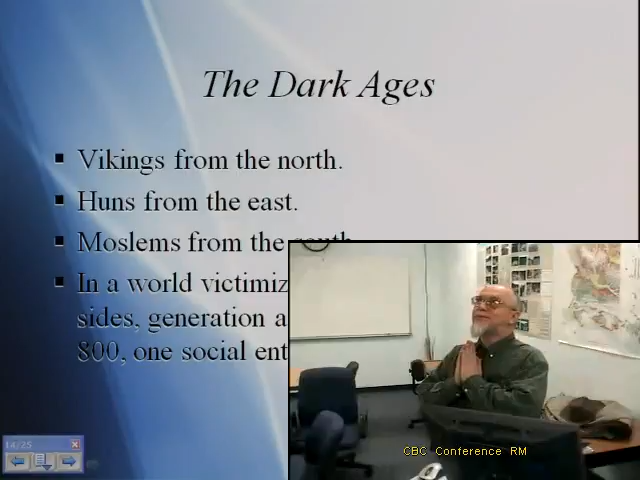 The Dark Ages
Vikings from the north.
Huns from the east.
Moslems from the south
In a world victimiz
sides, generation a
800, one social ent
14/25
CBC Conference RM